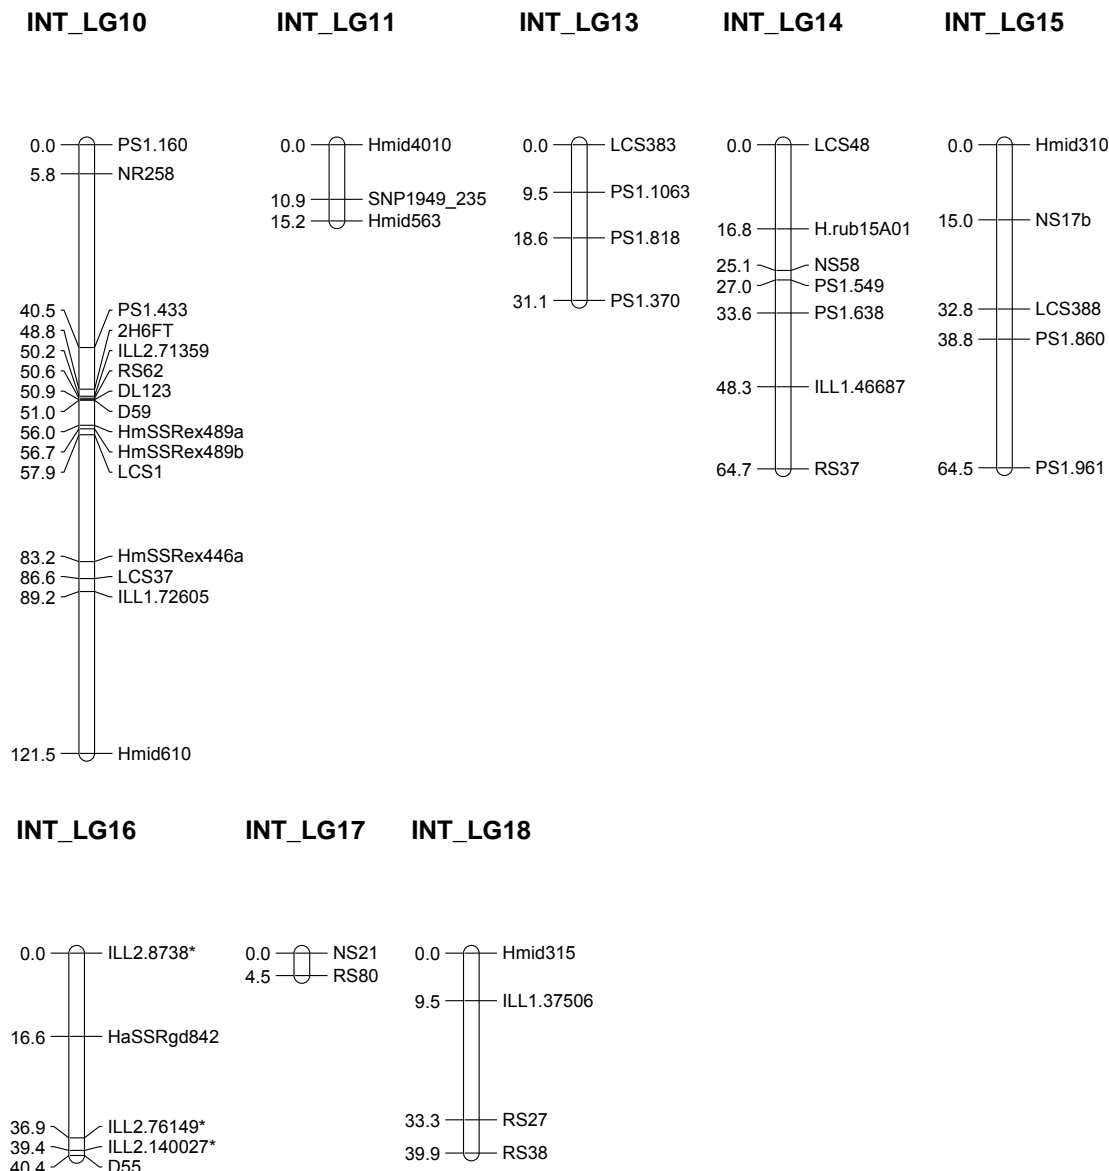 INT_LG10 INT_LG11 INT_LG13 INT_LG14 INT_LG15
0.0 PS1.160
5.8 NR258
40.5 PS1.433
48.8 2H6FT
50.2 ILL2.71359
50.6 RS62
50.9 DL123
51.0 D59
56.0 HmSSRex489a
56.7 HmSSRex489b
57.9 LCS1
83.2 HmSSRex446a
86.6 LCS37
89.2 ILL1.72605
121.5 Hmid610
0.0 Hmid4010
10.9 SNP1949_235
15.2 Hmid563
0.0 LCS383
9.5 PS1.1063
18.6 PS1.818
31.1 PS1.370
0.0 LCS48
16.8 H.rub15A01
25.1 NS58
27.0 PS1.549
33.6 PS1.638
48.3 ILL1.46687
64.7 RS37
0.0 Hmid310
15.0 NS17b
32.8 LCS388
38.8 PS1.860
64.5 PS1.961
INT_LG16 INT_LG17 INT_LG18
0.0 ILL2.8738*
16.6 HaSSRgd842
36.9 ILL2.76149*
39.4 ILL2.140027*
40.4 D55
0.0 NS21
4.5 RS80
0.0 Hmid315
9.5 ILL1.37506
33.3 RS27
39.9 RS38